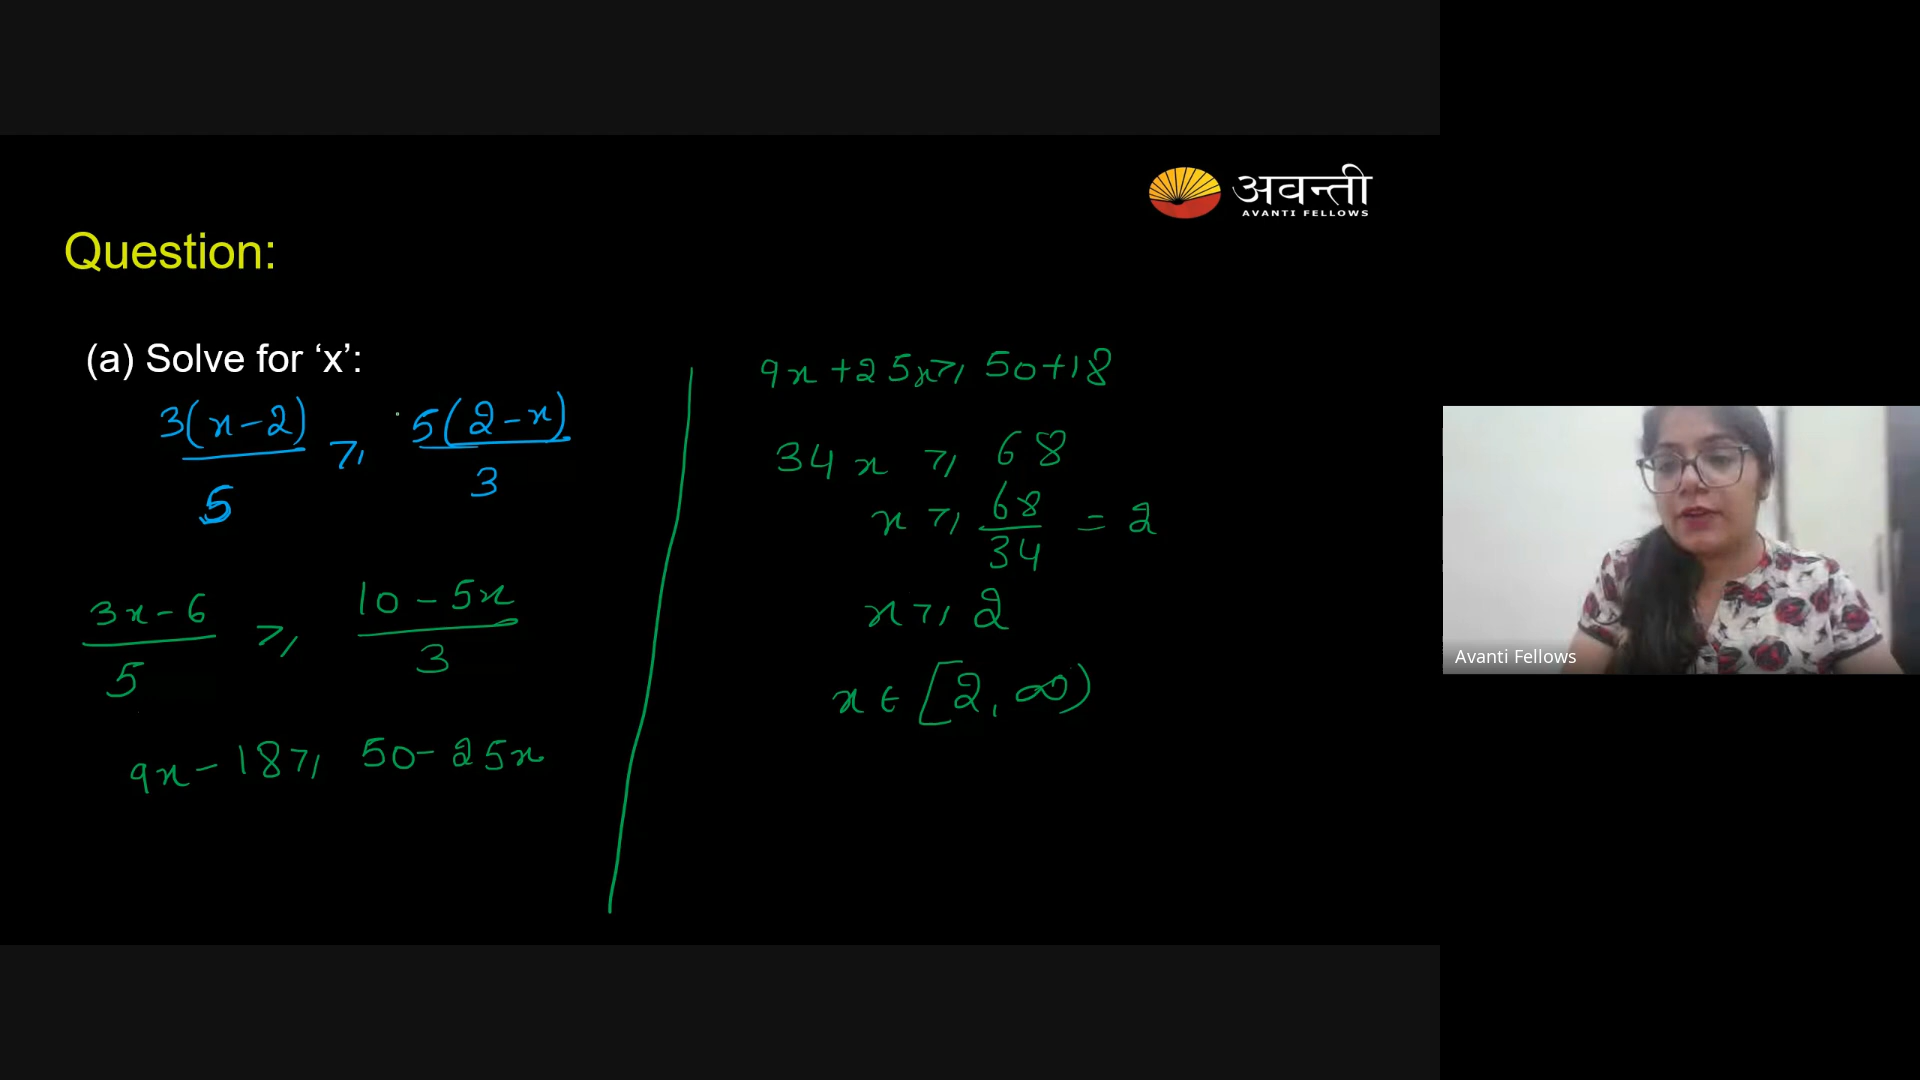 अवन्ती
AVANTI FELLOWS
Question:
(a) Solve for ‘x’:
3(x-2)/5 ⩾ 5(2-x)/3
3x-6/5 ⩾ 10-5x/3
9x-18 ⩾ 50-25x
9x+25x ⩾ 50+18
34x ⩾ 68
x ⩾ 68/34 = 2
x ⩾ 2
x ∈ [2, ∞)
Avanti Fellows